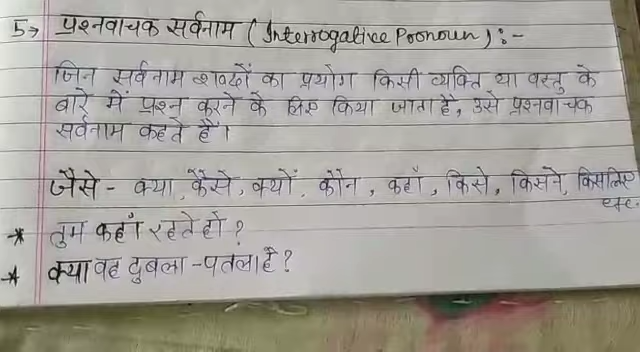 5→ प्रश्नवाचक सर्वनाम (Interrogative Pronoun) :-
जिन सर्वनाम शब्दों का प्रयोग किसी व्यक्ति या वस्तु के
बारे में प्रश्न करने के लिए किया जाता है, उसे प्रश्नवाचक
सर्वनाम कहते हैं।
जैसे - क्या, कैसे, क्यों, कौन, कहाँ, किसे, किसने, किसलिए
etc.
* तुम कहाँ रहते हो ?
* क्या वह दुबला - पतला है ?